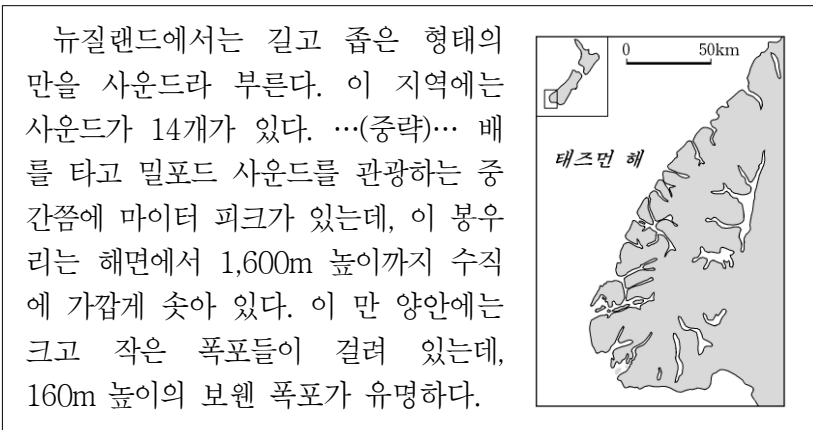 뉴질랜드에서는 길고 좁은 형태의
만을 사운드라 부른다. 이 지역에는
사운드가 14개가 있다. …(중략)… 배
를 타고 밀포드 사운드를 관광하는 중
간쯤에 마이터 피크가 있는데, 이 봉우
리는 해면에서 1,600m 높이까지 수직
에 가깝게 솟아 있다. 이 만 양안에는
크고 작은 폭포들이 걸려 있는데,
160m 높이의 보웬 폭포가 유명하다.
0 50km
태즈먼 해